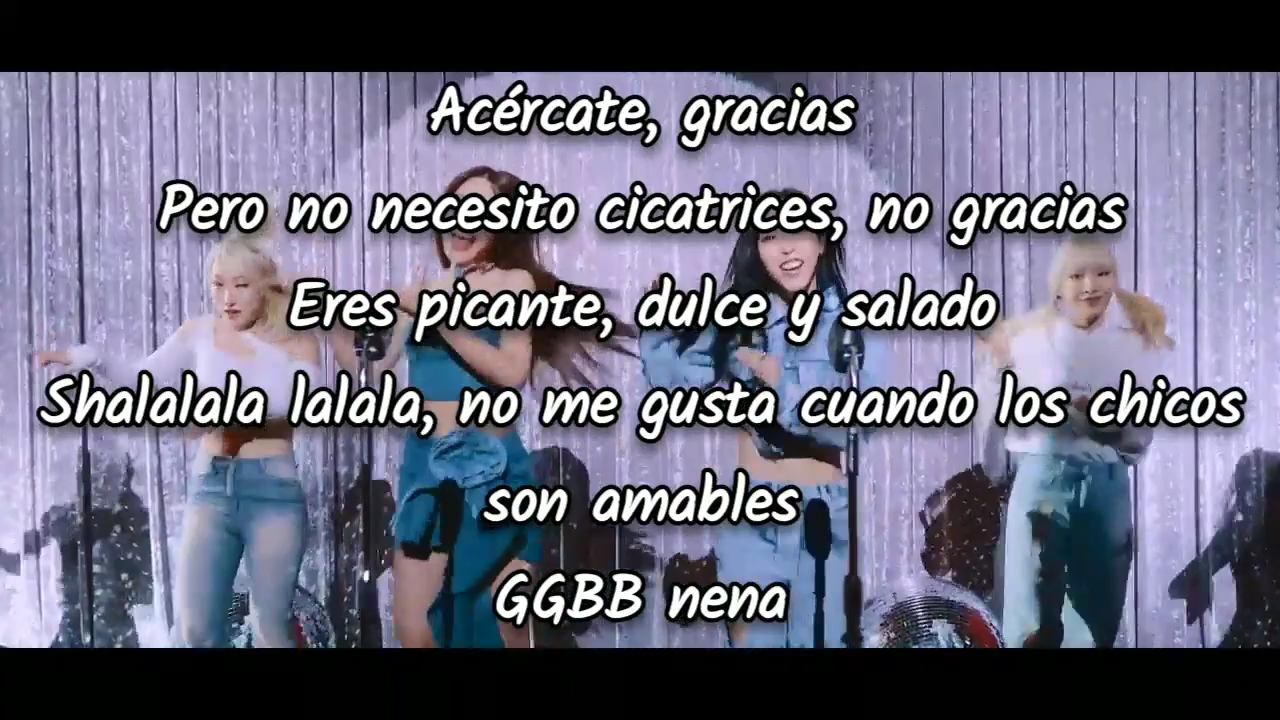 Acércate, gracias
Pero no necesito cicatrices, no gracias
Eres picante, dulce y salado
Shalalala lalala, no me gusta cuando los chicos
son amables
GGBB nena